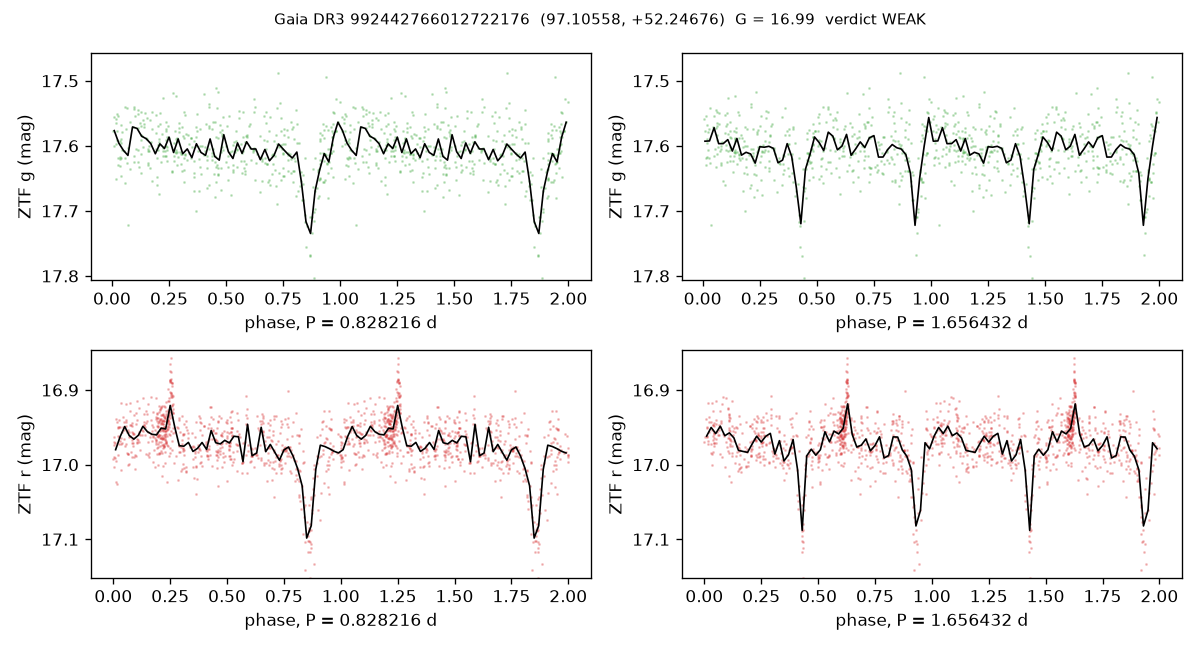 Gaia DR3 992442766012722176 (97.10558, +52.24676) G = 16.99 verdict WEAK
ZTF g (mag)
17.5
17.6
17.7
17.8
0.00 0.25 0.50 0.75 1.00 1.25 1.50 1.75 2.00
phase, P = 0.828216 d
ZTF g (mag)
17.5
17.6
17.7
17.8
0.00 0.25 0.50 0.75 1.00 1.25 1.50 1.75 2.00
phase, P = 1.656432 d
ZTF r (mag)
16.9
17.0
17.1
0.00 0.25 0.50 0.75 1.00 1.25 1.50 1.75 2.00
phase, P = 0.828216 d
ZTF r (mag)
16.9
17.0
17.1
0.00 0.25 0.50 0.75 1.00 1.25 1.50 1.75 2.00
phase, P = 1.656432 d